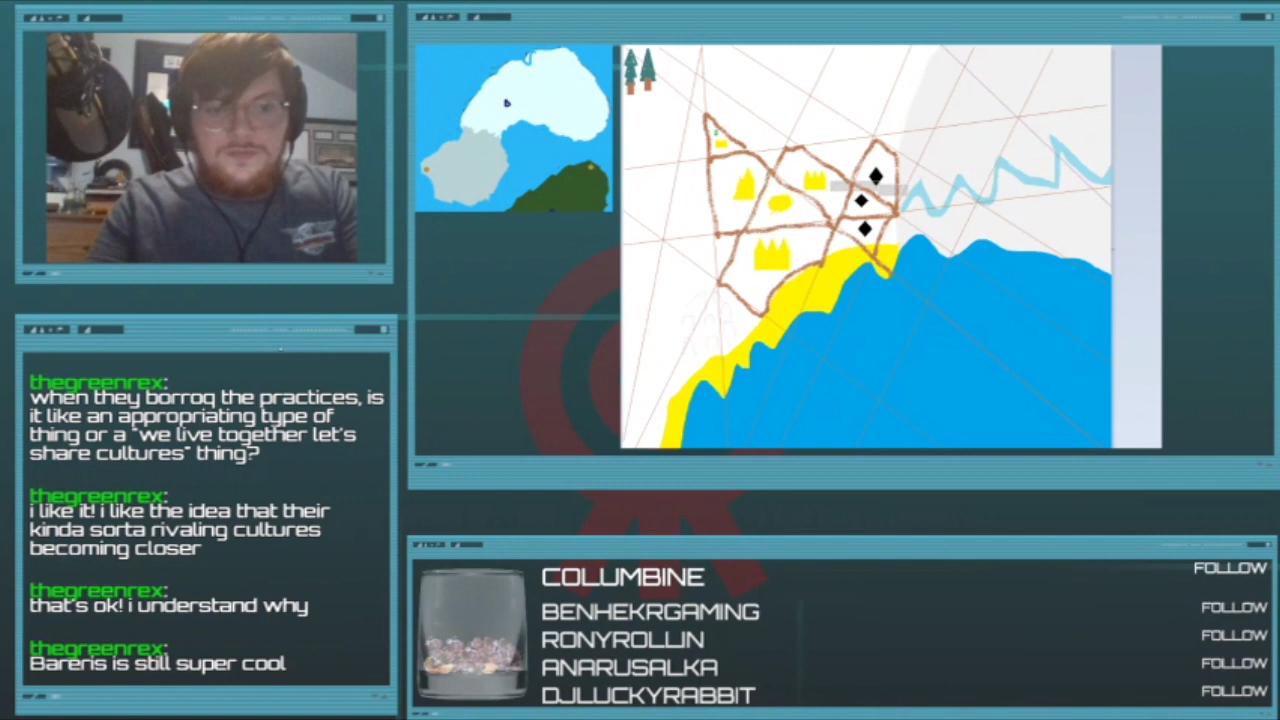 thegreenrex:
when they borroq the practices, is
it like an appropriating type of
thing or a "we live together let's
share cultures" thing?
thegreenrex:
i like it! i like the idea that their
kinda sorta rivaling cultures
becoming closer
thegreenrex:
that's ok! i understand why
thegreenrex:
Bareris is still super cool
COLUMBINE FOLLOW
BENHEKRGAMING FOLLOW
RONYROLLIN FOLLOW
ANARUSALKA FOLLOW
DJLUCKYRABBIT FOLLOW